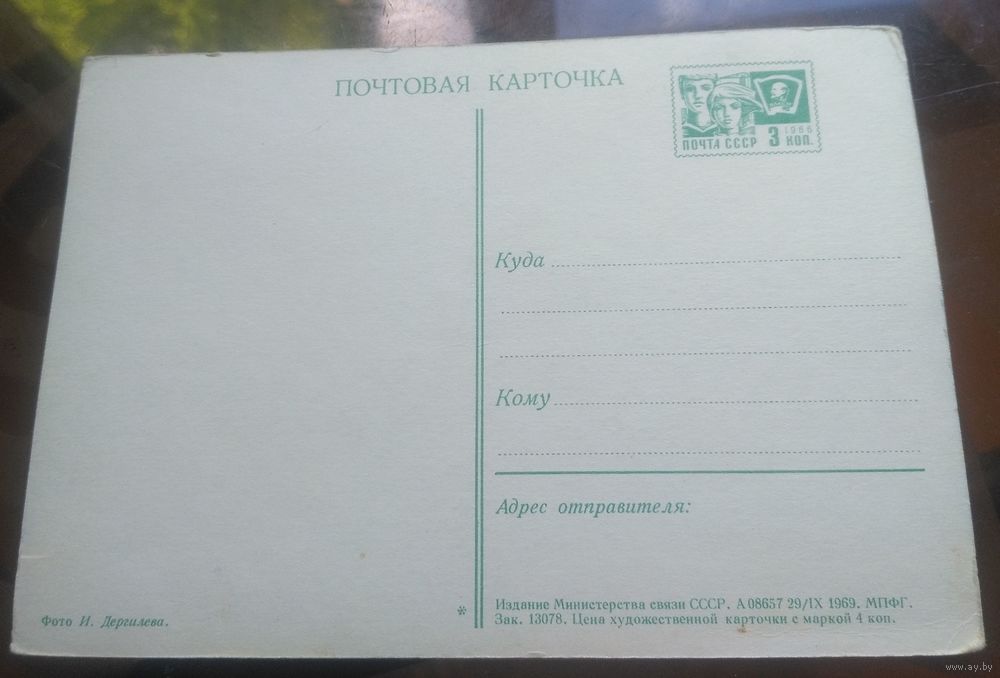 ПОЧТОВАЯ КАРТОЧКА
1966
ПОЧТА СССР 3 КОП.
Куда
Кому
Адрес отправителя:
Фото И. Дергилева.
*
Издание Министерства связи СССР. А 08657 29/IX 1969. МПФГ.
Зак. 13078. Цена художественной карточки с маркой 4 коп.
www.ay.by